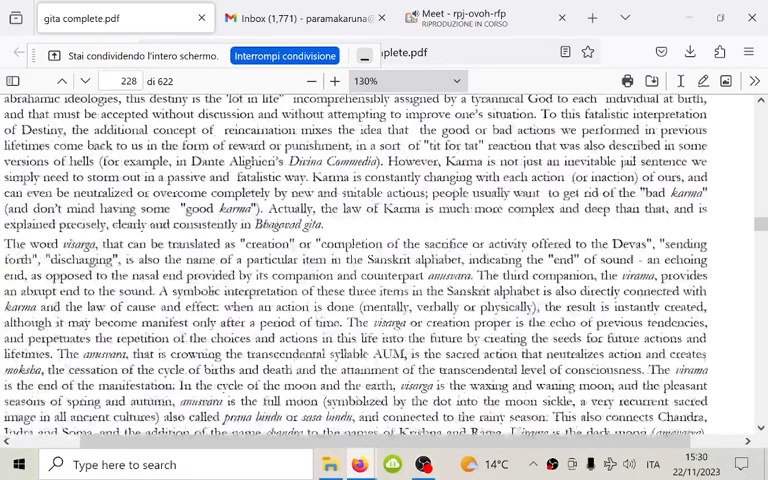 gita complete.pdf
Inbox (1,771) - paramakaruna@
Meet - rpj-ovoh-rfp
RIPRODUZIONE IN CORSO
Stai condividendo l'intero schermo.
Interrompi condivisione
plete.pdf
228 di 622
130%
abrahamic ideologies, this destiny is the "lot in life" incomprehensibly assigned by a tyrannical God to each individual at birth,
and that must be accepted without discussion and without attempting to improve one's situation. To this fatalistic interpretation
of Destiny, the additional concept of reincarnation mixes the idea that the good or bad actions we performed in previous
lifetimes come back to us in the form of reward or punishment, in a sort of "tit for tat" reaction that was also described in some
versions of hells (for example, in Dante Alighieri's Divina Commedia). However, Karma is not just an inevitable jail sentence we
simply need to storm out in a passive and fatalistic way. Karma is constantly changing with each action (or inaction) of ours, and
can even be neutralized or overcome completely by new and suitable actions; people usually want to get rid of the "bad karma"
(and don't mind having some "good karma"). Actually, the law of Karma is much more complex and deep than that, and is
explained precisely, clearly and consistently in Bhagavad gita.
The word visarga, that can be translated as "creation" or "completion of the sacrifice or activity offered to the Devas", "sending
forth", "discharging", is also the name of a particular item in the Sanskrit alphabet, indicating the "end" of sound - an echoing
end, as opposed to the nasal end provided by its companion and counterpart anusvara. The third companion, the virama, provides
an abrupt end to the sound. A symbolic interpretation of these three items in the Sanskrit alphabet is also directly connected with
karma and the law of cause and effect: when an action is done (mentally, verbally or physically), the result is instantly created,
although it may become manifest only after a period of time. The visarga or creation proper is the echo of previous tendencies,
and perpetuates the repetition of the choices and actions in this life into the future by creating the seeds for future actions and
lifetimes. The anusvara, that is crowning the transcendental syllable AUM, is the sacred action that neutralizes action and creates
moksha, the cessation of the cycle of births and death and the attainment of the transcendental level of consciousness. The virama
is the end of the manifestation. In the cycle of the moon and the earth, visarga is the waxing and waning moon, and the pleasant
seasons of spring and autumn, anusvara is the full moon (symbolized by the dot into the moon sickle, a very recurrent sacred
image in all ancient cultures) also called prana bindu or sasa bindu, and connected to the rainy season. This also connects Chandra,
Indra and Soma, and the addition of the name chandra to the names of Krishna and Rama. Virama is the dark moon (amavasya)
Type here to search
14°C
ITA
15:30
22/11/2023